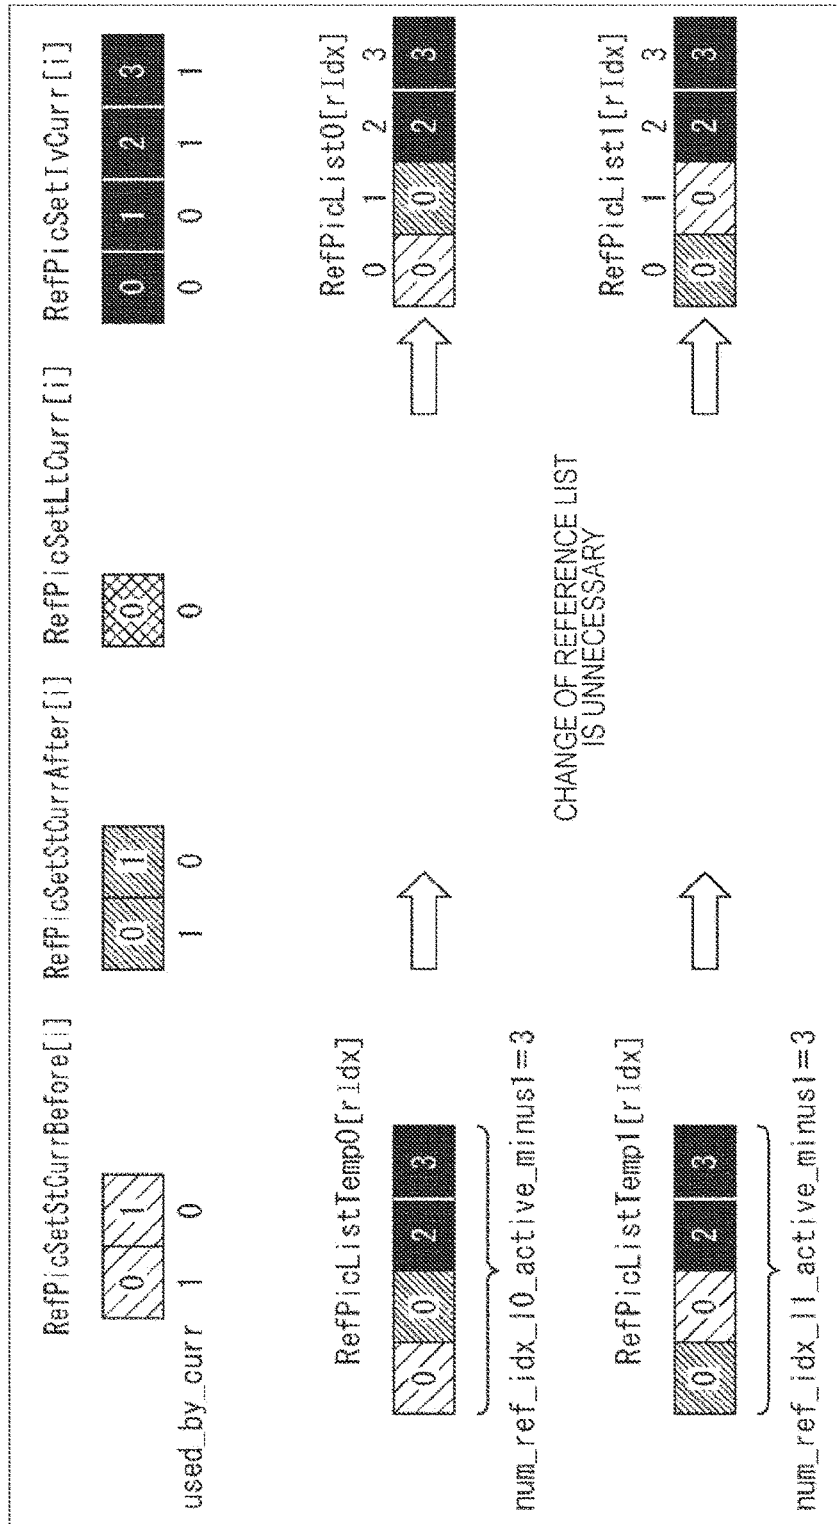 RefPicSetStCurrBefore[i] RefPicSetStCurrAfter[i] RefPicSetLtCurr[i] RefPicSetIvCurr[i]
0 1 0 1 0 0 1 2 3
used_by_curr 1 0 1 0 0 0 0 1 1
RefPicListTemp0[rIdx] RefPicList0[rIdx]
0 1 2 3
0 0 2 3 0 0 2 3
num_ref_idx_l0_active_minus1=3
CHANGE OF REFERENCE LIST
IS UNNECESSARY
RefPicListTemp1[rIdx] RefPicList1[rIdx]
0 1 2 3
0 0 2 3 0 0 2 3
num_ref_idx_l1_active_minus1=3